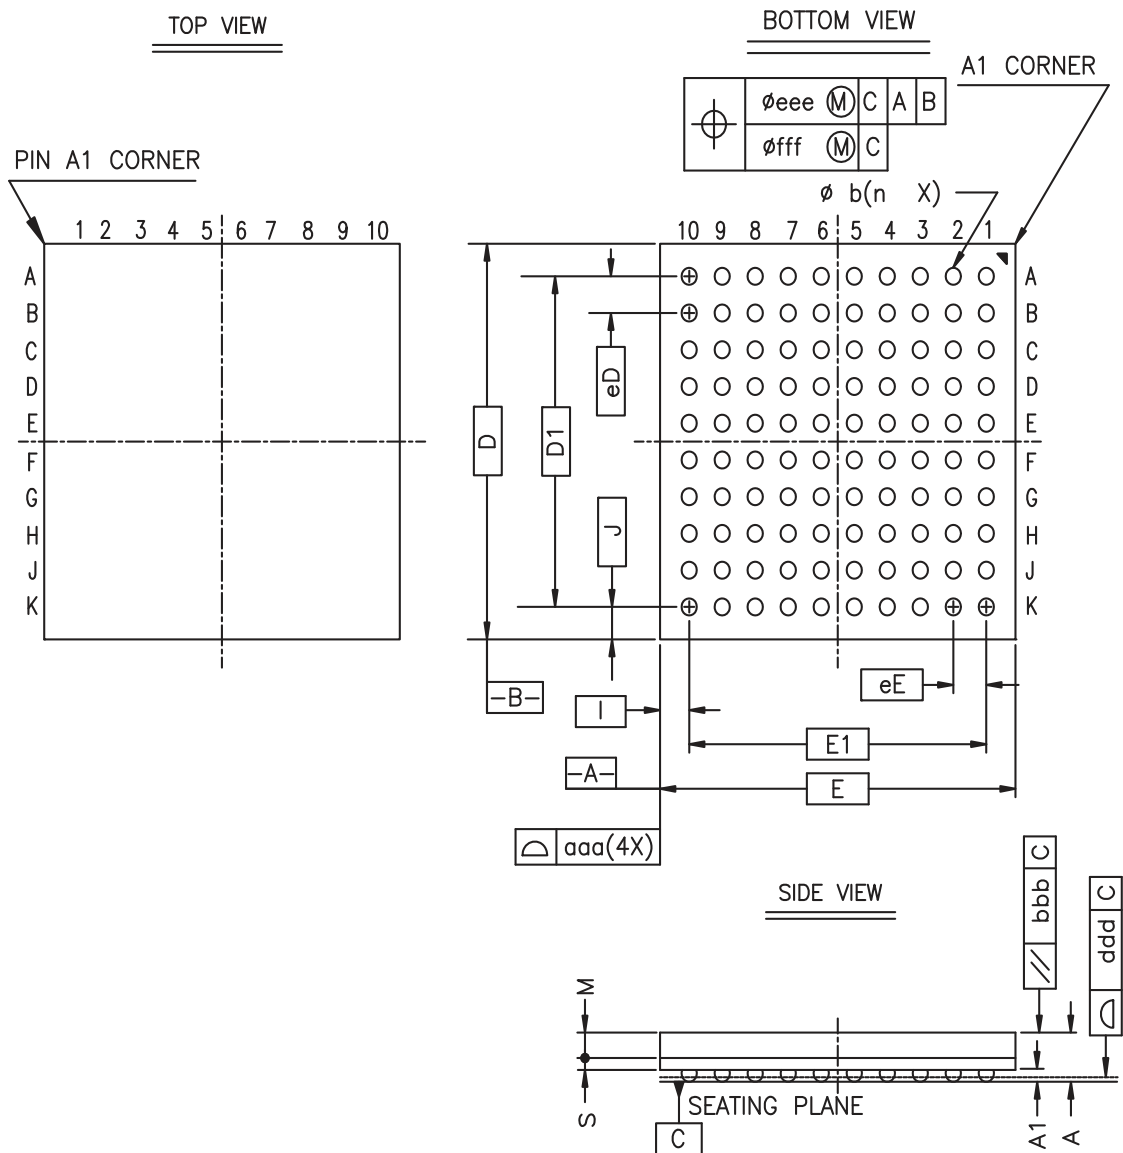 TOP VIEW
BOTTOM VIEW
A1 CORNER
øeee Ⓜ C A B
øfff Ⓜ C
PIN A1 CORNER
ø b(n X)
1 2 3 4 5 6 7 8 9 10
10 9 8 7 6 5 4 3 2 1
A
B
C
D
E
F
G
H
J
K
A
B
C
D
E
F
G
H
J
K
eD
D
D1
J
eE
-B-
I
E1
-A-
E
aaa(4X)
SIDE VIEW
// bbb C
ddd C
M
S
SEATING PLANE
C
A1
A